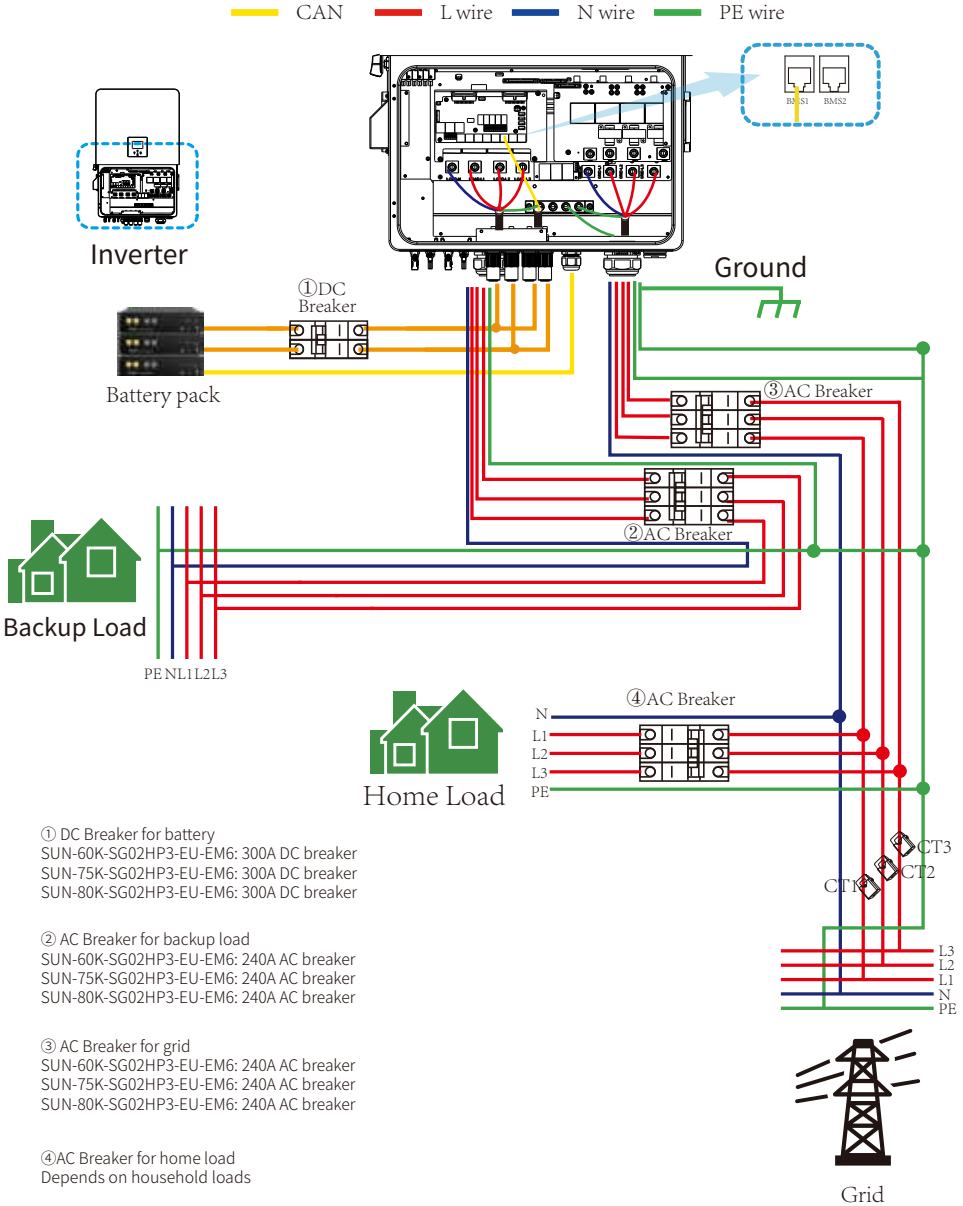 CAN L wire N wire PE wire
BMS1 BMS2
Inverter
Ground
①DC
Breaker
Battery pack
③AC Breaker
②AC Breaker
Backup Load
PE N L1 L2 L3
④AC Breaker
N
L1
L2
L3
PE
Home Load
① DC Breaker for battery
SUN-60K-SG02HP3-EU-EM6: 300A DC breaker
SUN-75K-SG02HP3-EU-EM6: 300A DC breaker
SUN-80K-SG02HP3-EU-EM6: 300A DC breaker
CT3
CT2
CT1
② AC Breaker for backup load
SUN-60K-SG02HP3-EU-EM6: 240A AC breaker
SUN-75K-SG02HP3-EU-EM6: 240A AC breaker
SUN-80K-SG02HP3-EU-EM6: 240A AC breaker
L3
L2
L1
N
PE
③ AC Breaker for grid
SUN-60K-SG02HP3-EU-EM6: 240A AC breaker
SUN-75K-SG02HP3-EU-EM6: 240A AC breaker
SUN-80K-SG02HP3-EU-EM6: 240A AC breaker
④AC Breaker for home load
Depends on household loads
Grid